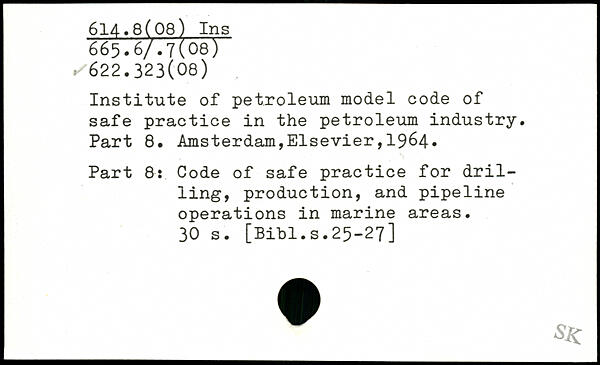 614.8(08) Ins
665.6/.7(08)
✓622.323(08)
Institute of petroleum model code of
safe practice in the petroleum industry.
Part 8. Amsterdam,Elsevier,1964.
Part 8: Code of safe practice for dril-
ling, production, and pipeline
operations in marine areas.
30 s. [Bibl.s.25-27]
SK